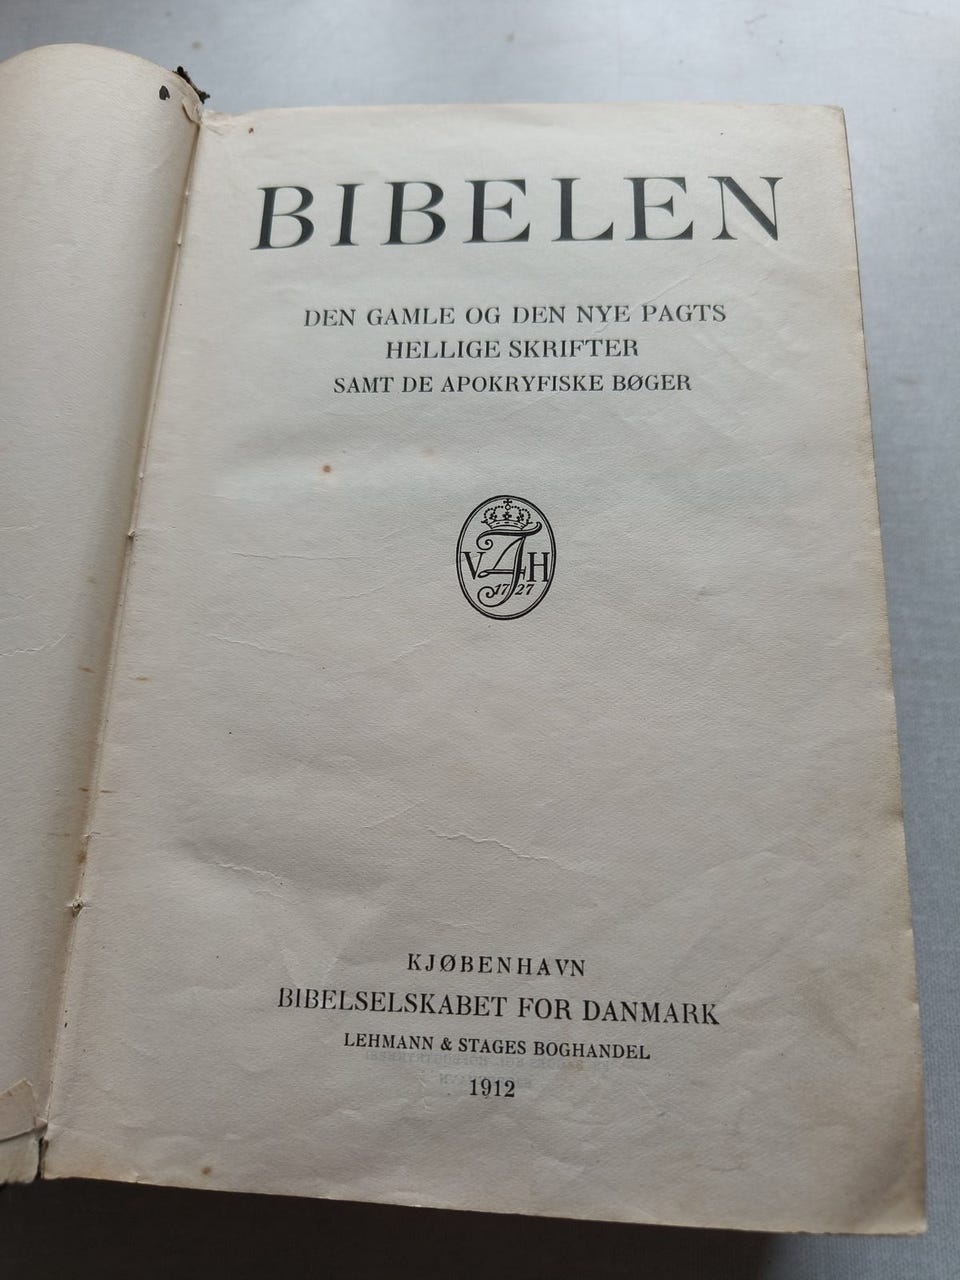 BIBELEN
DEN GAMLE OG DEN NYE PAGTS
HELLIGE SKRIFTER
SAMT DE APOKRYFISKE BØGER
V F4 H
1727
KJØBENHAVN
BIBELSELSKABET FOR DANMARK
LEHMANN & STAGES BOGHANDEL
1912